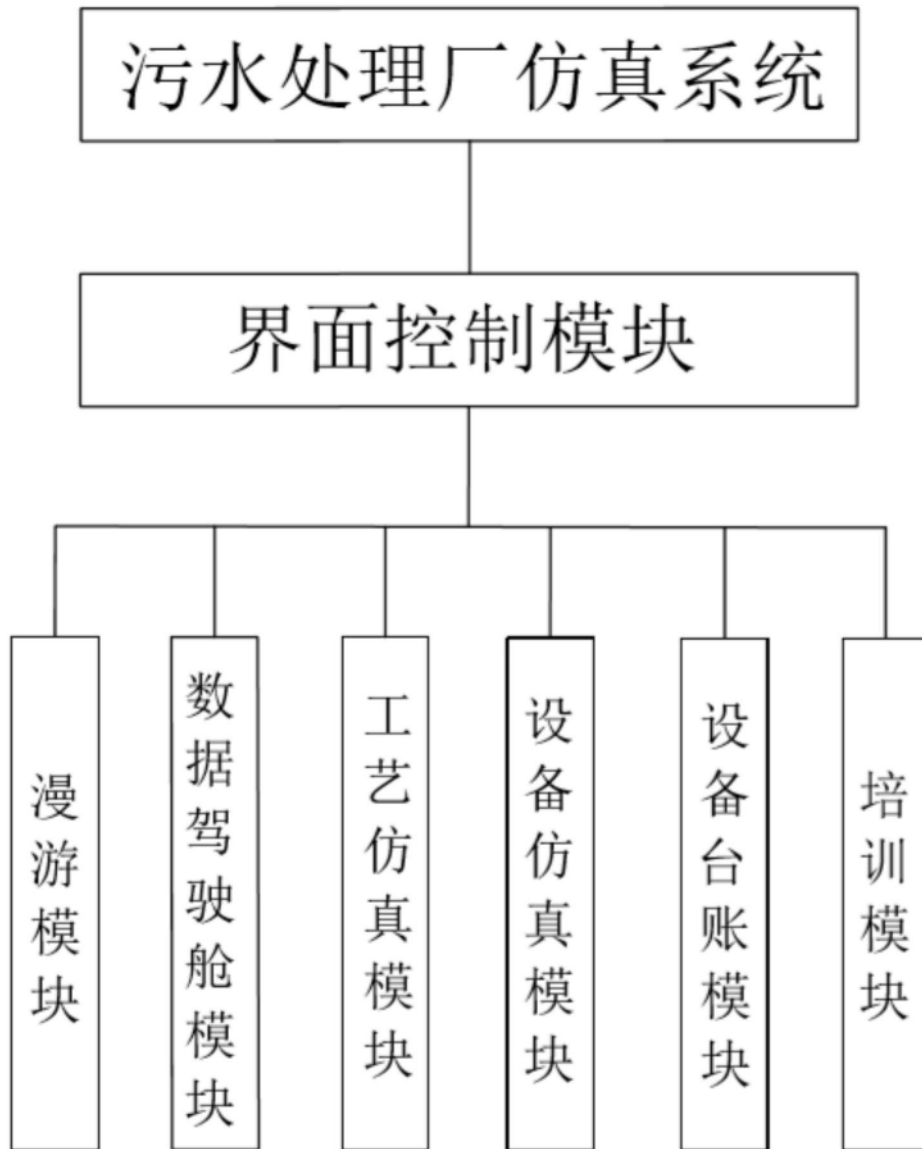 污水处理厂仿真系统
界面控制模块
漫游模块
数据驾驶舱模块
工艺仿真模块
设备仿真模块
设备台账模块
培训模块